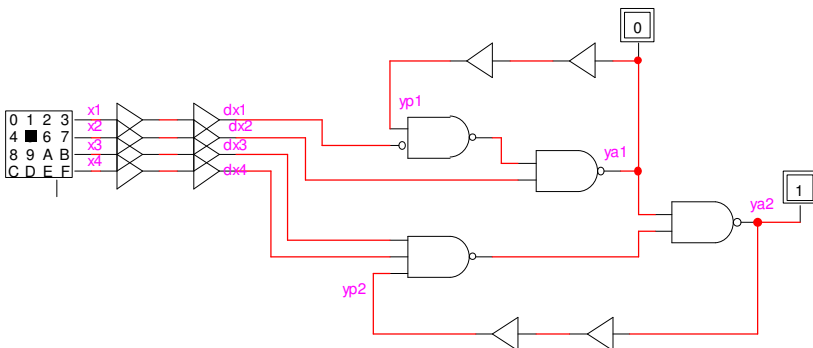 0
yp1
x1
dx1
0 1 2 3
x2
dx2
4 6 7
x3
dx3
ya1
8 9 A B
x4
dx4
C D E F
1
ya2
yp2